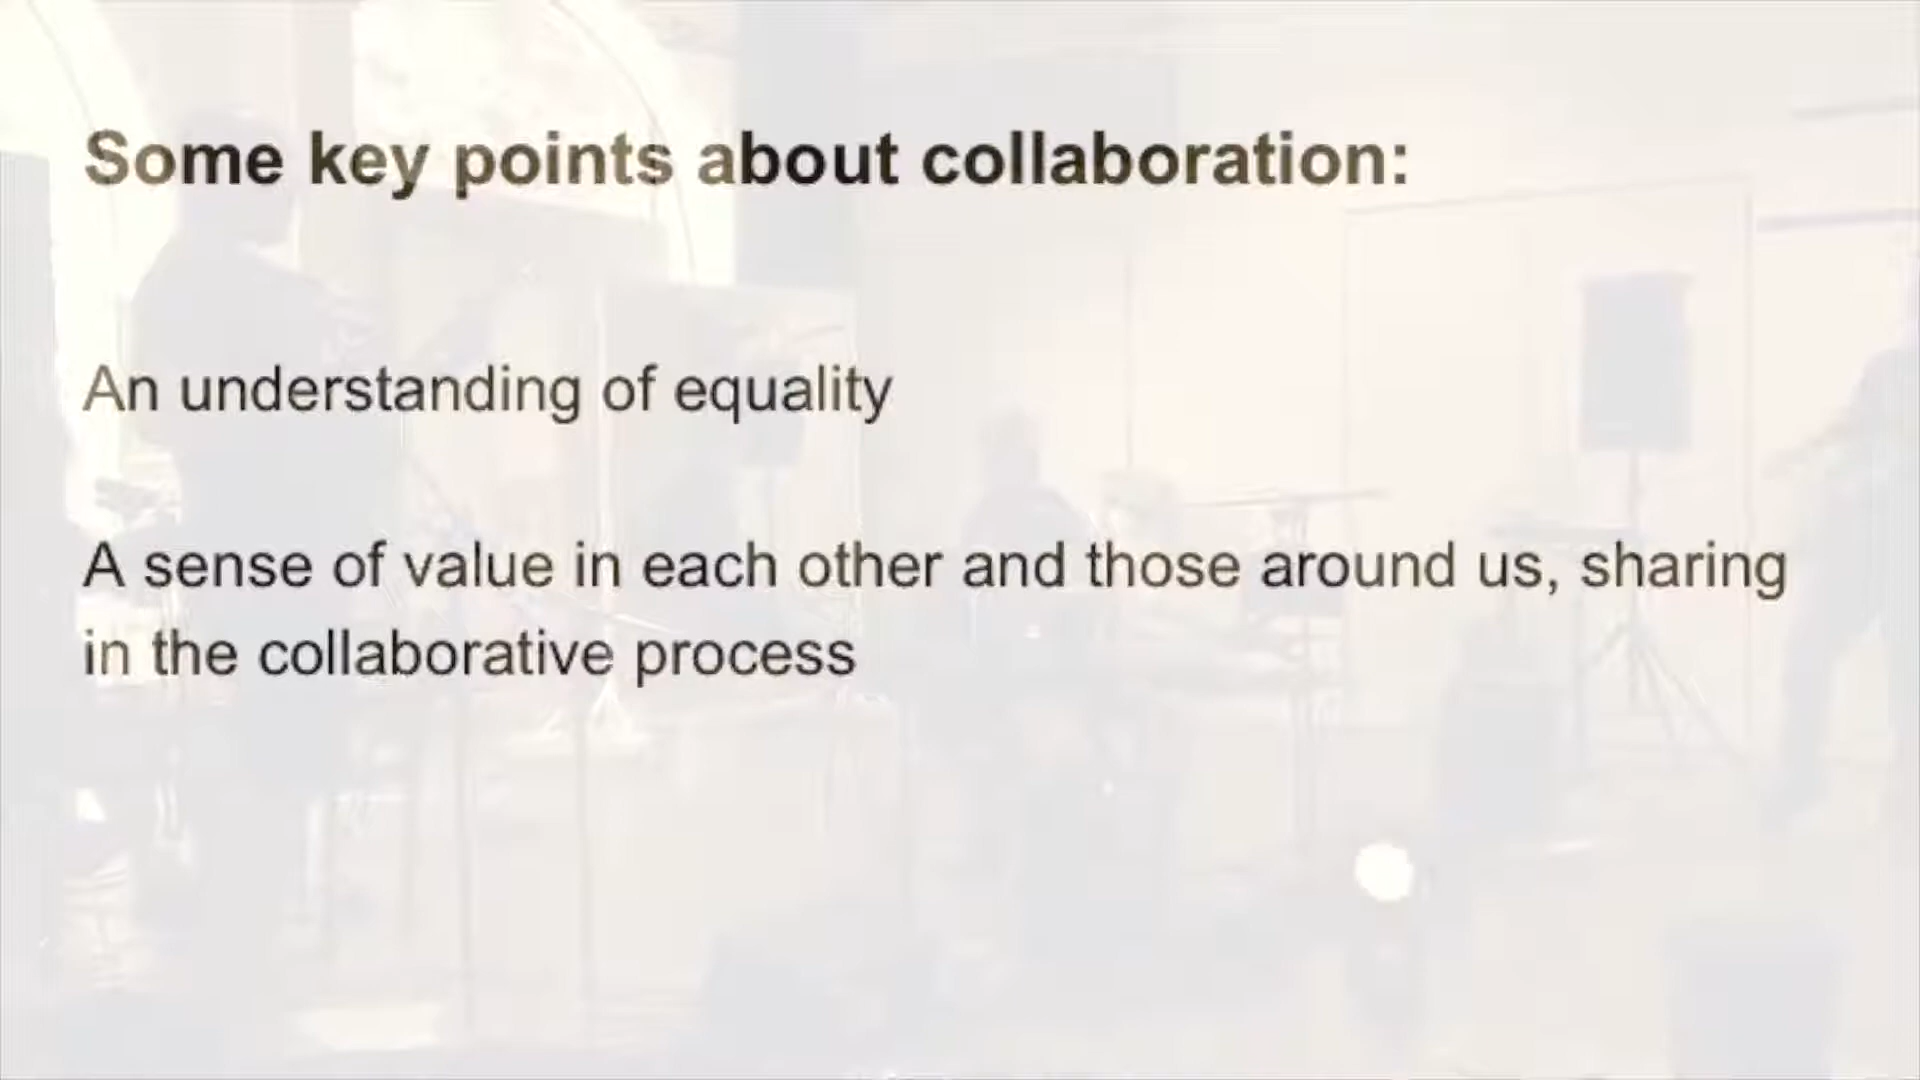 Some key points about collaboration:
An understanding of equality
A sense of value in each other and those around us, sharing
in the collaborative process